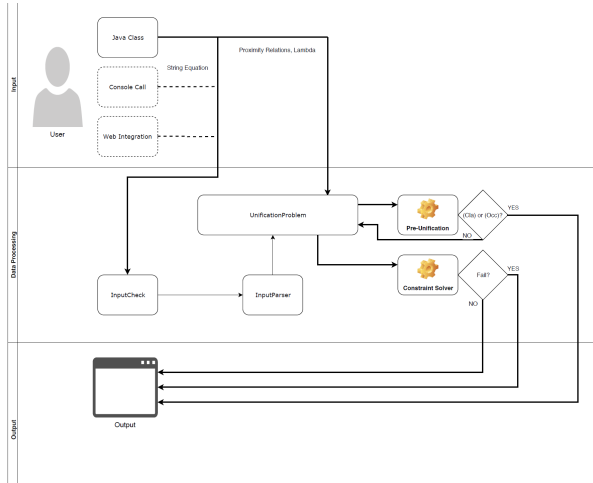 Input
User
Java Class
Console Call
Web Integration
String Equation
Proximity Relations, Lambda
Data Processing
UnificationProblem
Pre-Unification
(Cla) or (Occ)?
YES
NO
InputCheck
InputParser
Constraint Solver
Fail?
YES
NO
Output
Output